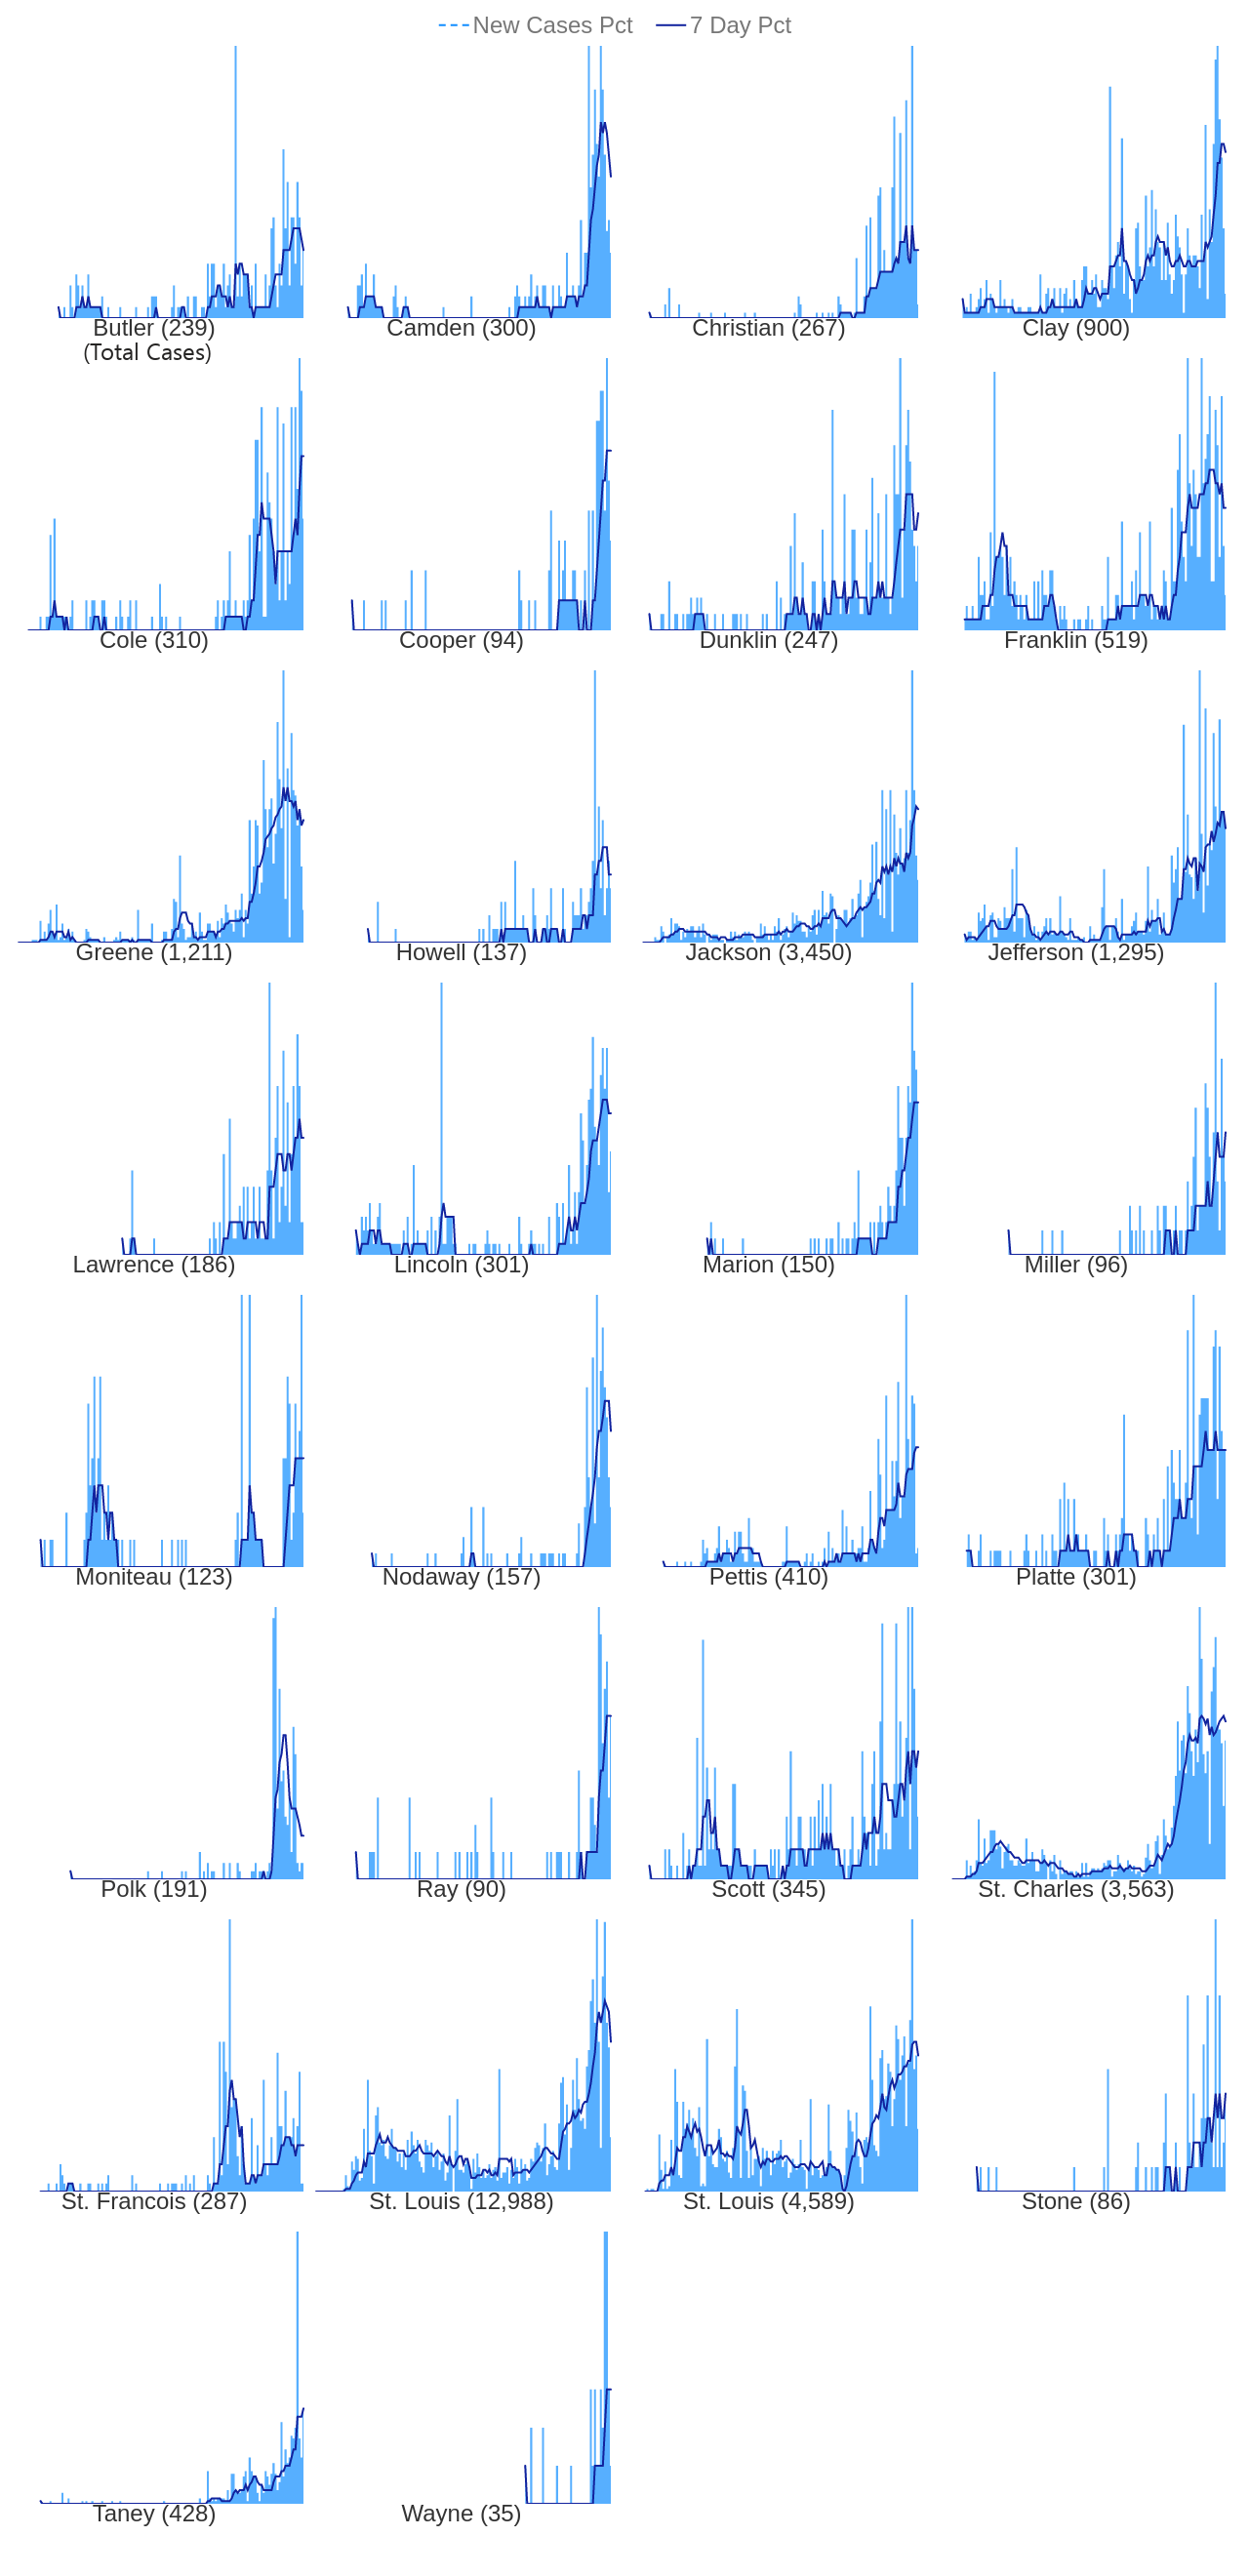 New Cases Pct 7 Day Pct
Butler (239) Camden (300) Christian (267) Clay (900)
(Total Cases)
Cole (310) Cooper (94) Dunklin (247) Franklin (519)
Greene (1,211) Howell (137) Jackson (3,450) Jefferson (1,295)
Lawrence (186) Lincoln (301) Marion (150) Miller (96)
Moniteau (123) Nodaway (157) Pettis (410) Platte (301)
Polk (191) Ray (90) Scott (345) St. Charles (3,563)
St. Francois (287) St. Louis (12,988) St. Louis (4,589) Stone (86)
Taney (428) Wayne (35)